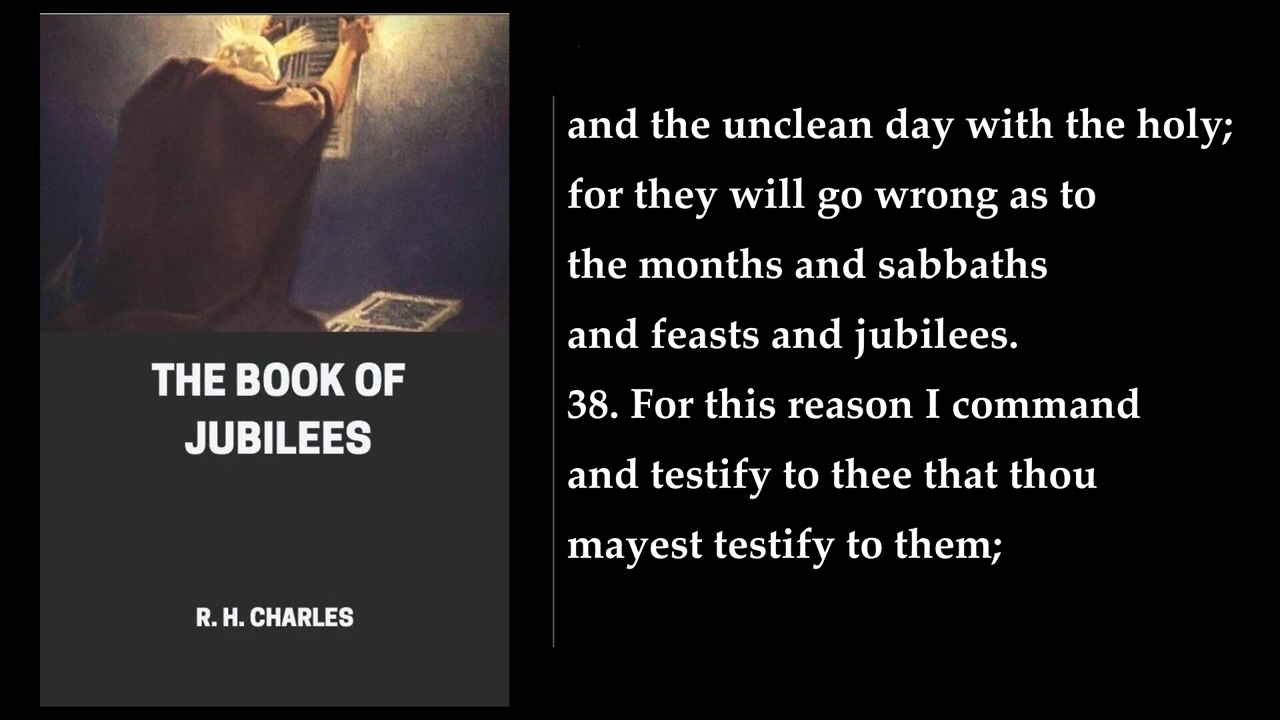 THE BOOK OF
JUBILEES
R. H. CHARLES
and the unclean day with the holy;
for they will go wrong as to
the months and sabbaths
and feasts and jubilees.
38. For this reason I command
and testify to thee that thou
mayest testify to them;